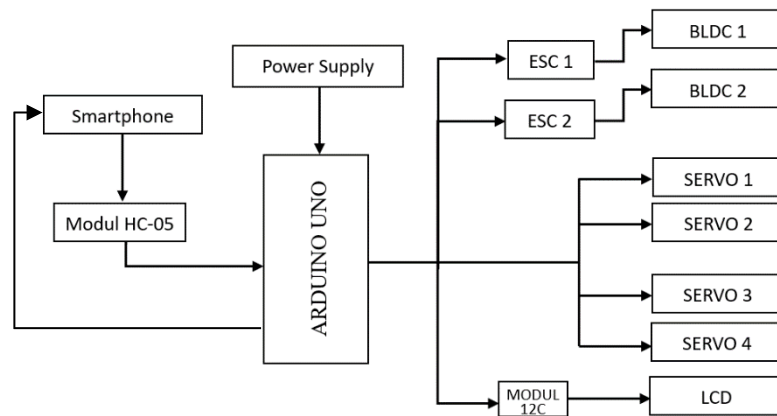 BLDC 1
ESC 1
Power Supply
BLDC 2
Smartphone
ESC 2
ARDUINO UNO
SERVO 1
Modul HC-05
SERVO 2
SERVO 3
SERVO 4
MODUL
12C
LCD